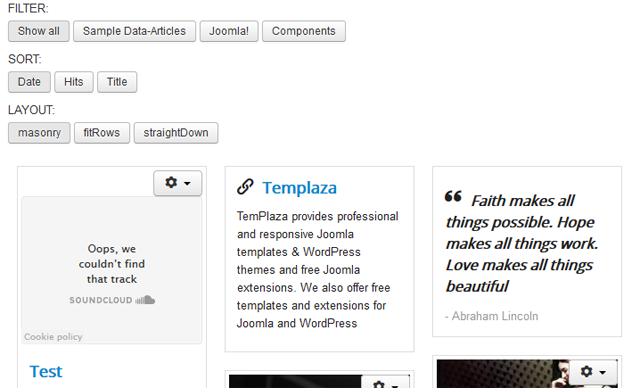 FILTER:
Show all Sample Data-Articles Joomla! Components
SORT:
Date Hits Title
LAYOUT:
masonry fitRows straightDown
Oops, we
couldn't find
that track
SOUNDCLOUD
Cookie policy
Test
Templaza
TemPlaza provides professional
and responsive Joomla
templates & WordPress
themes and free Joomla
extensions. We also offer free
templates and extensions for
Joomla and WordPress
“ Faith makes all
things possible. Hope
makes all things work.
Love makes all things
beautiful
- Abraham Lincoln